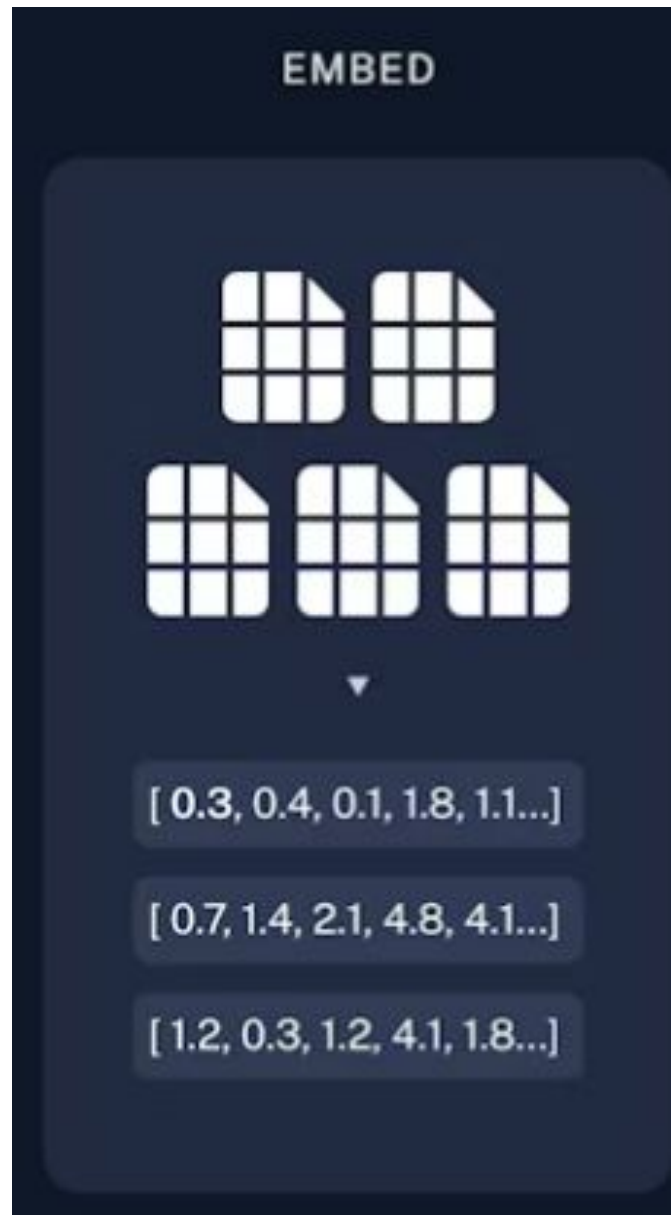 EMBED
[ 0.3, 0.4, 0.1, 1.8, 1.1...]
[ 0.7, 1.4, 2.1, 4.8, 4.1...]
[ 1.2, 0.3, 1.2, 4.1, 1.8...]